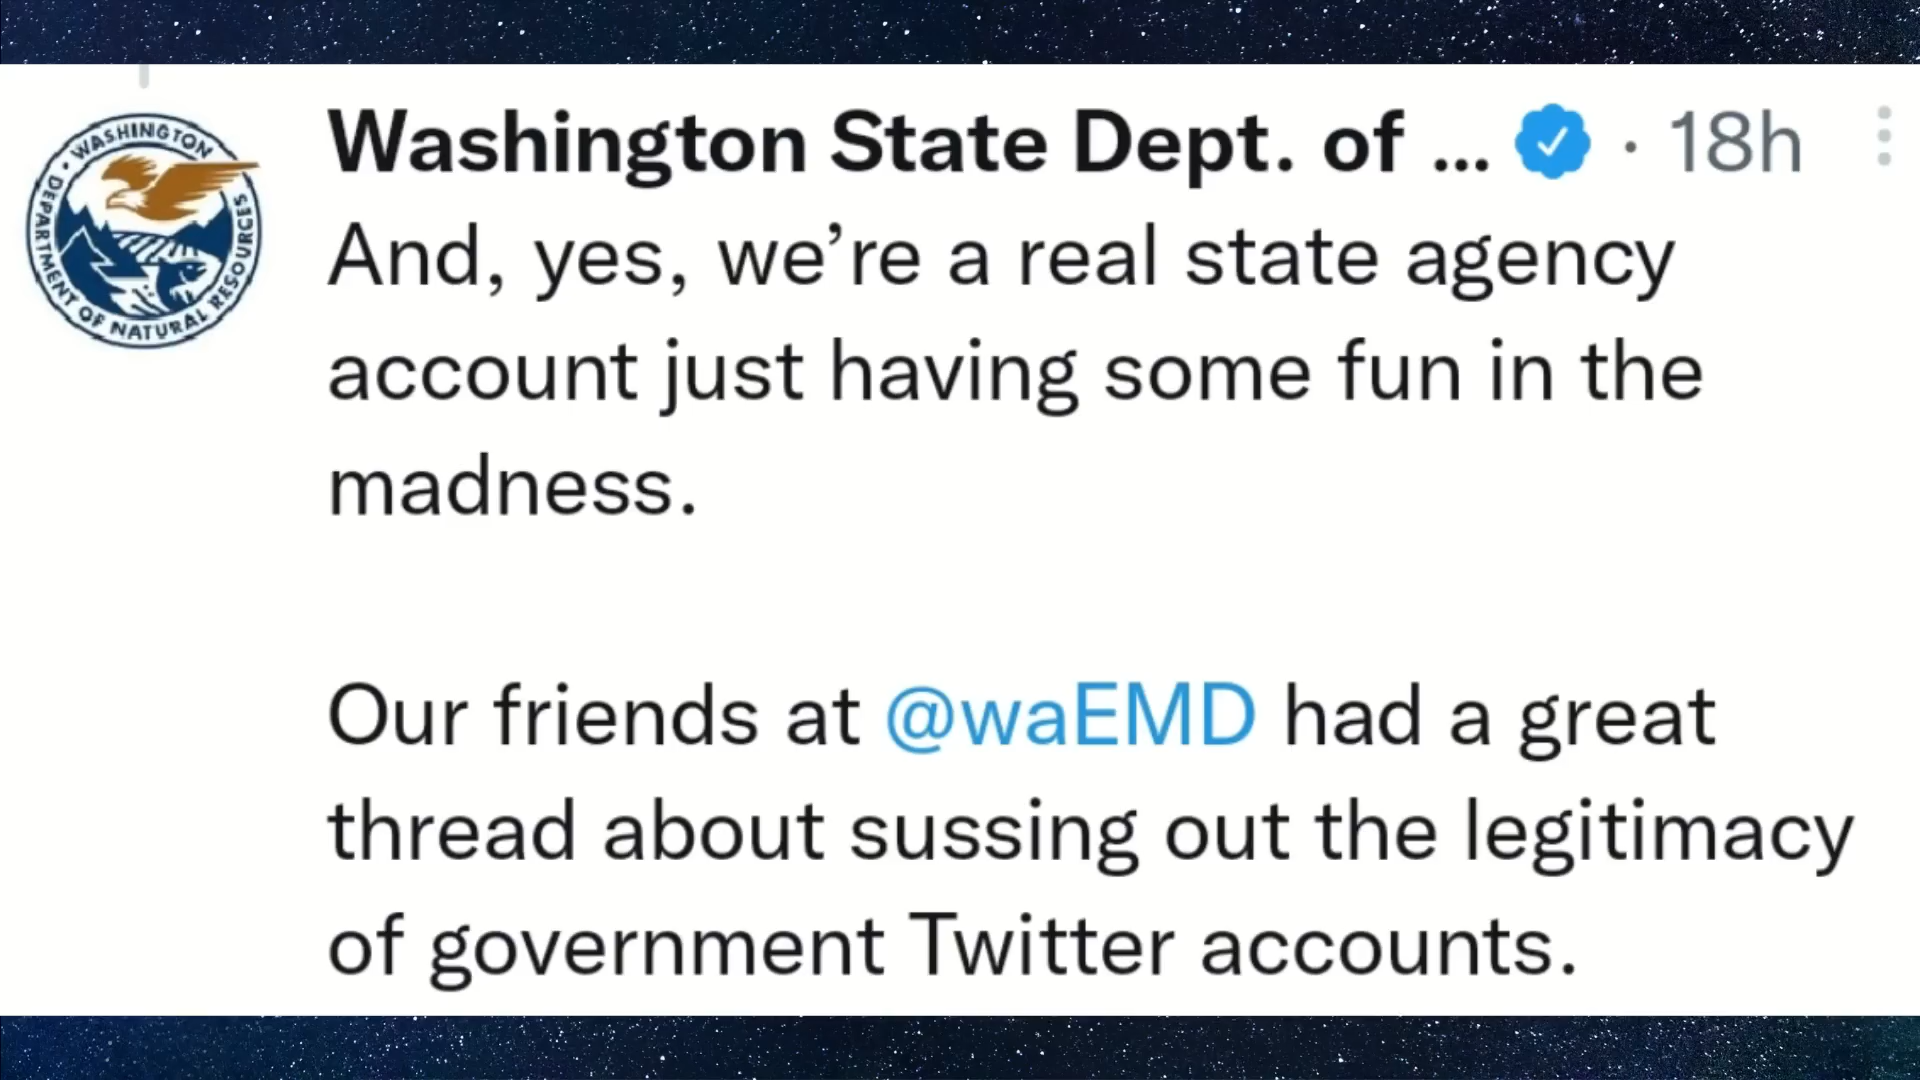 Washington State Dept. of ... · 18h
And, yes, we’re a real state agency
account just having some fun in the
madness.
Our friends at @waEMD had a great
thread about sussing out the legitimacy
of government Twitter accounts.
WASHINGTON
DEPARTMENT OF NATURAL RESOURCES